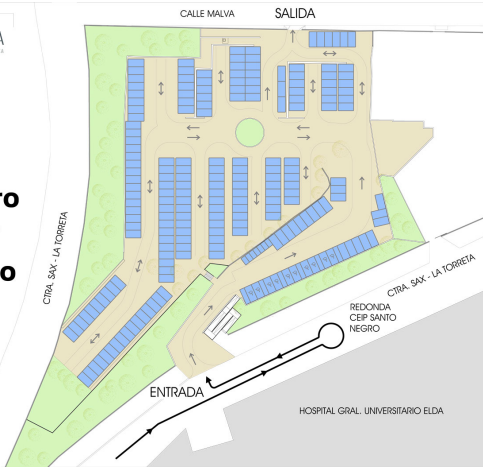 CALLE MALVA
SALIDA
A
ro
o
CTRA. SAX - LA TORRETA
CTRA. SAX - LA TORRETA
REDONDA
CEIP SANTO
NEGRO
ENTRADA
HOSPITAL GRAL. UNIVERSITARIO ELDA